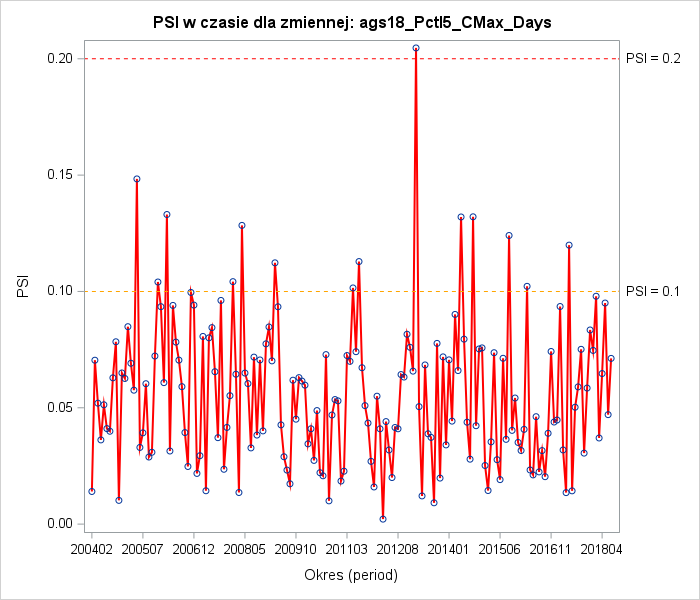 PSI w czasie dla zmiennej: ags18_Pctl5_CMax_Days
0.20
PSI = 0.2
0.15
PSI
0.10
PSI = 0.1
0.05
0.00
200402 200507 200612 200805 200910 201103 201208 201401 201506 201611 201804
Okres (period)